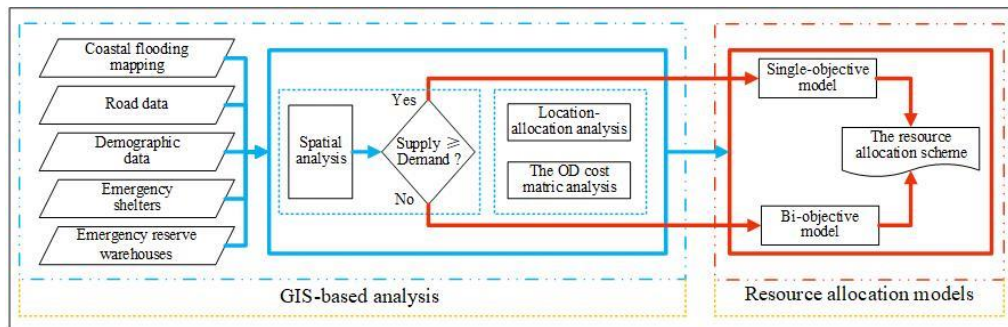 Coastal flooding
mapping
Road data
Demographic
data
Emergency
shelters
Emergency reserve
warehouses
Spatial
analysis
Yes
Supply ≥
Demand ?
No
Location-
allocation analysis
The OD cost
matric analysis
Single-objective
model
The resource
allocation scheme
Bi-objective
model
GIS-based analysis
Resource allocation models